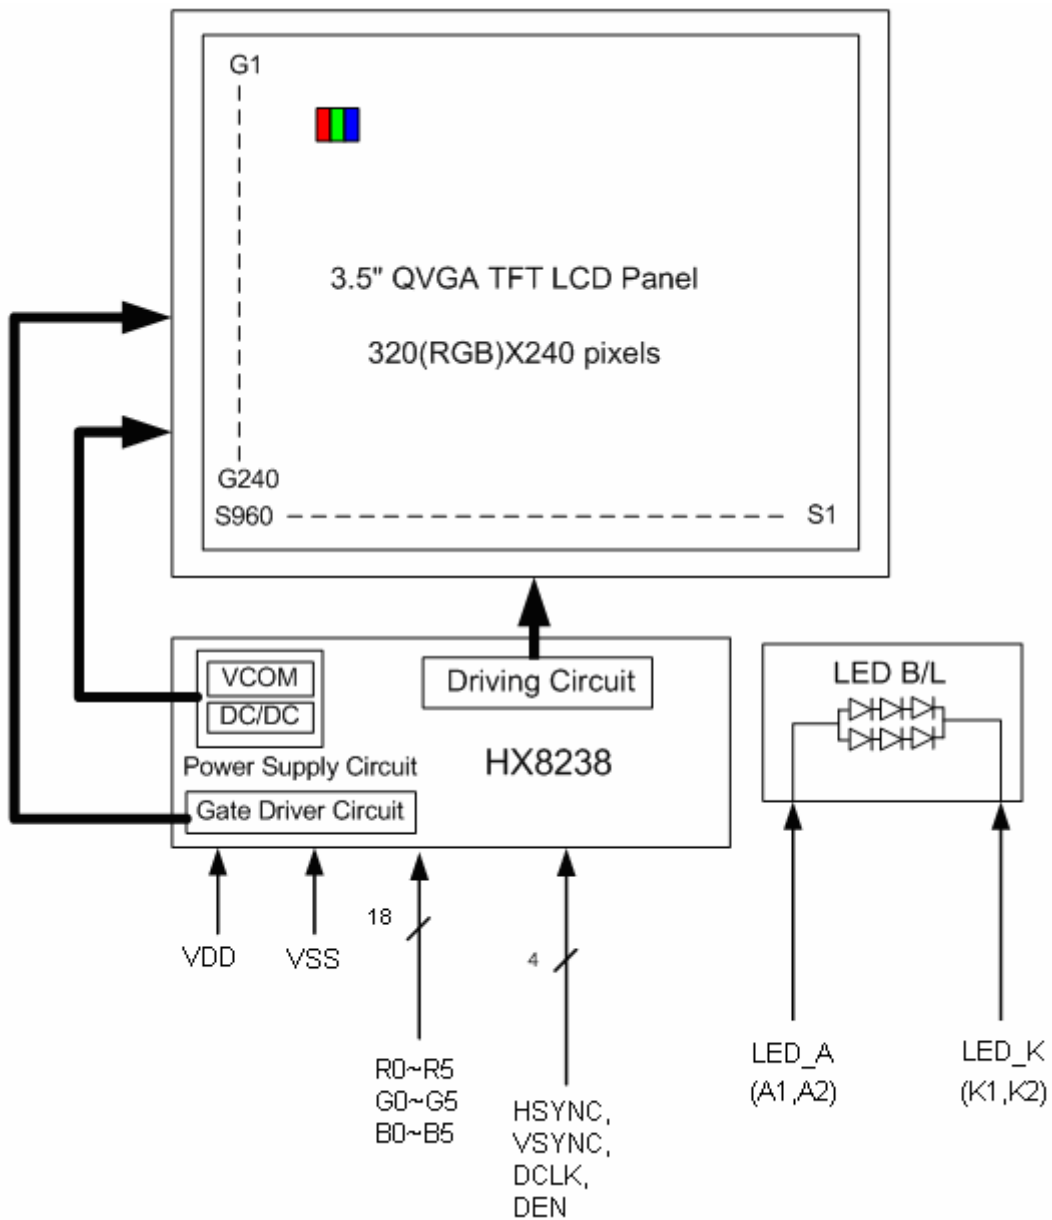 G1
3.5" QVGA TFT LCD Panel
320(RGB)X240 pixels
G240
S960
S1
VCOM
DC/DC
Power Supply Circuit
Gate Driver Circuit
Driving Circuit
HX8238
LED B/L
18
4
VDD
VSS
R0~R5
G0~G5
B0~B5
HSYNC,
VSYNC,
DCLK,
DEN
LED_A
(A1,A2)
LED_K
(K1,K2)